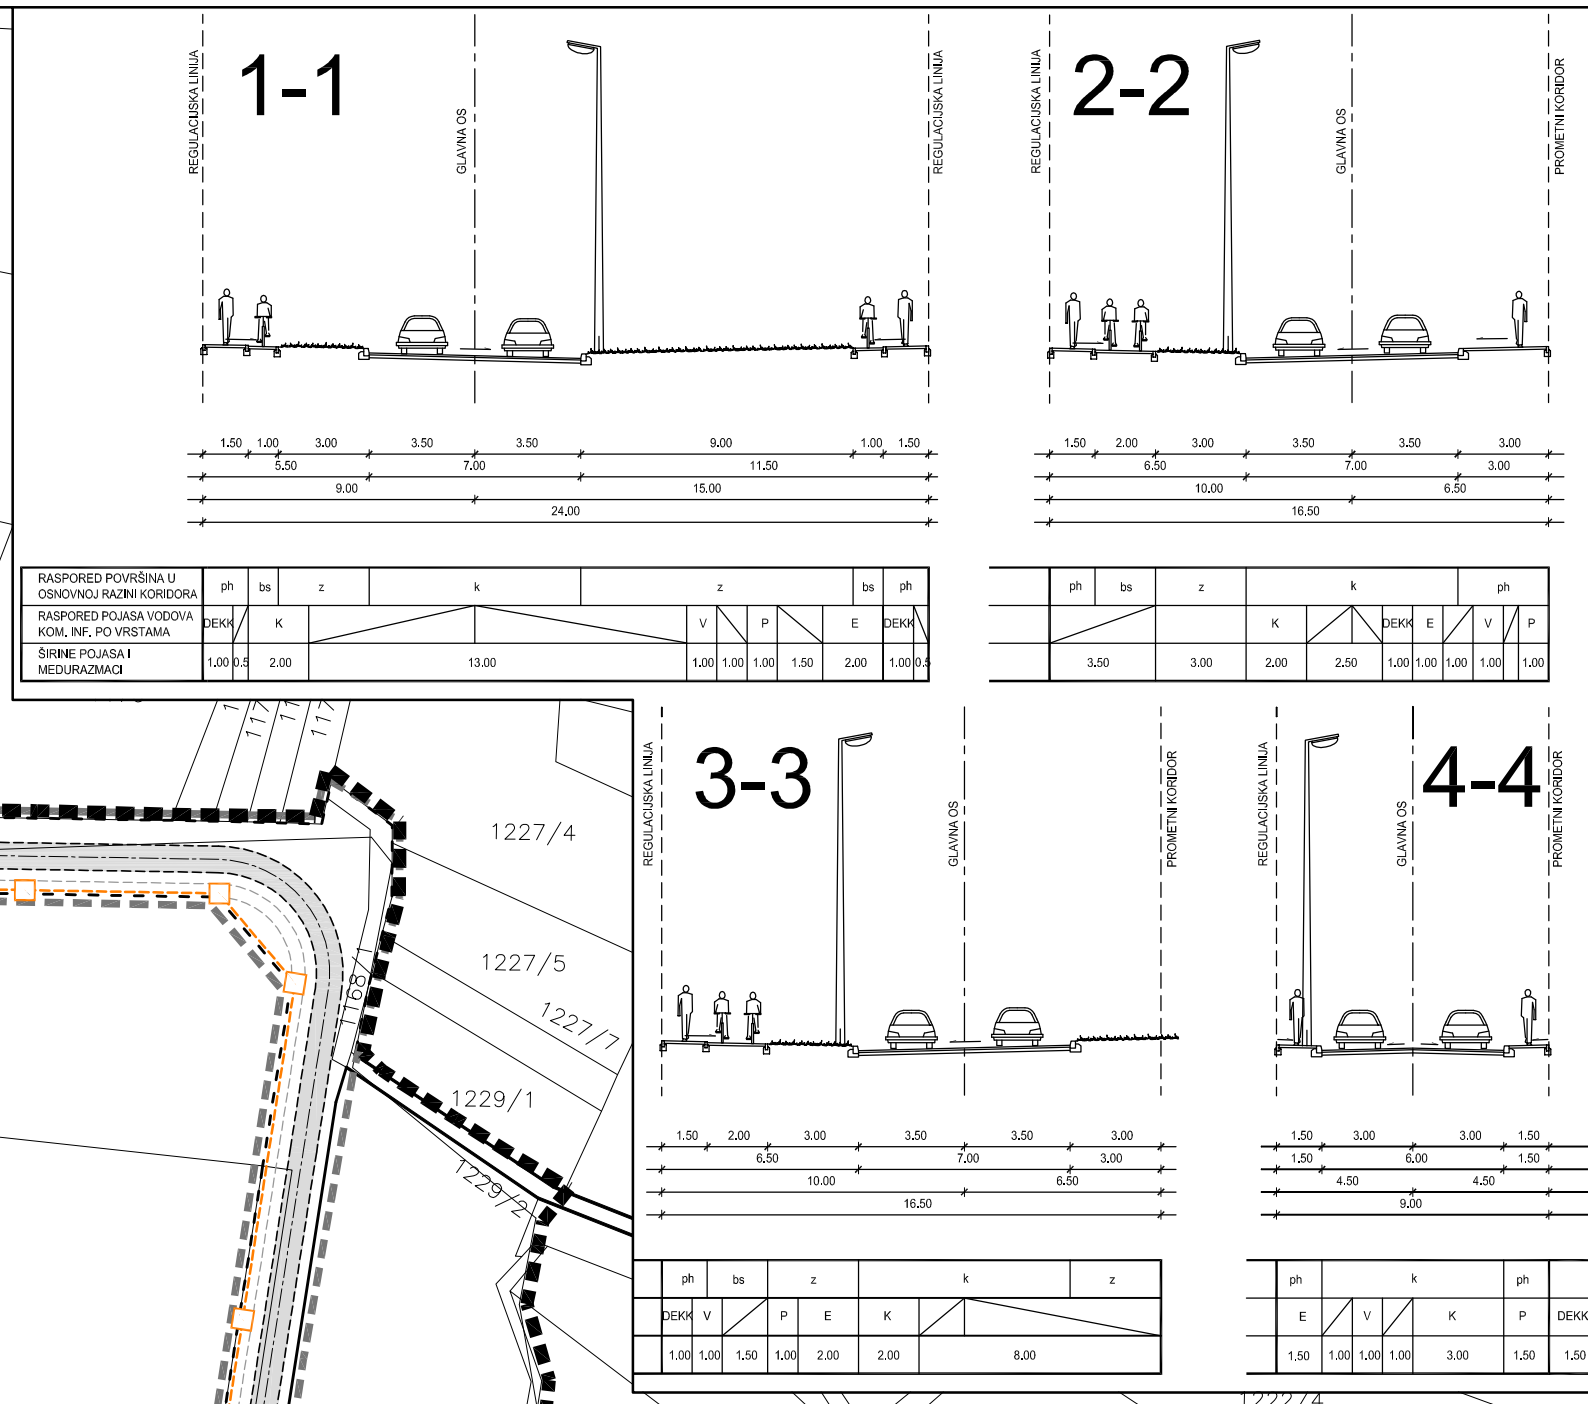 1-1
REGULACIJSKA LINIJA
GLAVNA OS
REGULACIJSKA LINIJA
1.50 1.00 3.00 3.50 3.50 9.00 1.00 1.50
5.50 7.00 11.50
9.00 15.00
24.00
2-2
REGULACIJSKA LINIJA
GLAVNA OS
PROMETNI KORIDOR
1.50 2.00 3.00 3.50 3.50 3.00
6.50 7.00 3.00
10.00 6.50
16.50
RASPORED POVRŠINA U
OSNOVNOJ RAZINI KORIDORA
ph bs z k z bs ph
RASPORED POJASA VODOVA
KOM. INF. PO VRSTAMA
DEKK K V P E DEKK
ŠIRINE POJASA I
MEDURAZMACI
1.00 0.5 2.00 13.00 1.00 1.00 1.00 1.50 2.00 1.00 0.5
ph bs z k ph
K DEKK E V P
3.50 3.00 2.00 2.50 1.00 1.00 1.00 1.00 1.00
3-3
REGULACIJSKA LINIJA
GLAVNA OS
PROMETNI KORIDOR
1.50 2.00 3.00 3.50 3.50 3.00
6.50 7.00 3.00
10.00 6.50
16.50
ph bs z k z
DEKK V P E K
1.00 1.00 1.50 1.00 2.00 2.00 8.00
4-4
REGULACIJSKA LINIJA
GLAVNA OS
PROMETNI KORIDOR
1.50 3.00 3.00 1.50
1.50 6.00 1.50
4.50 4.50
9.00
ph k ph
E V K P DEKK
1.50 1.00 1.00 1.00 3.00 1.50 1.50
1227/4
1227/5
1227/7
1168/1
1229/1
1229/2
1222/4